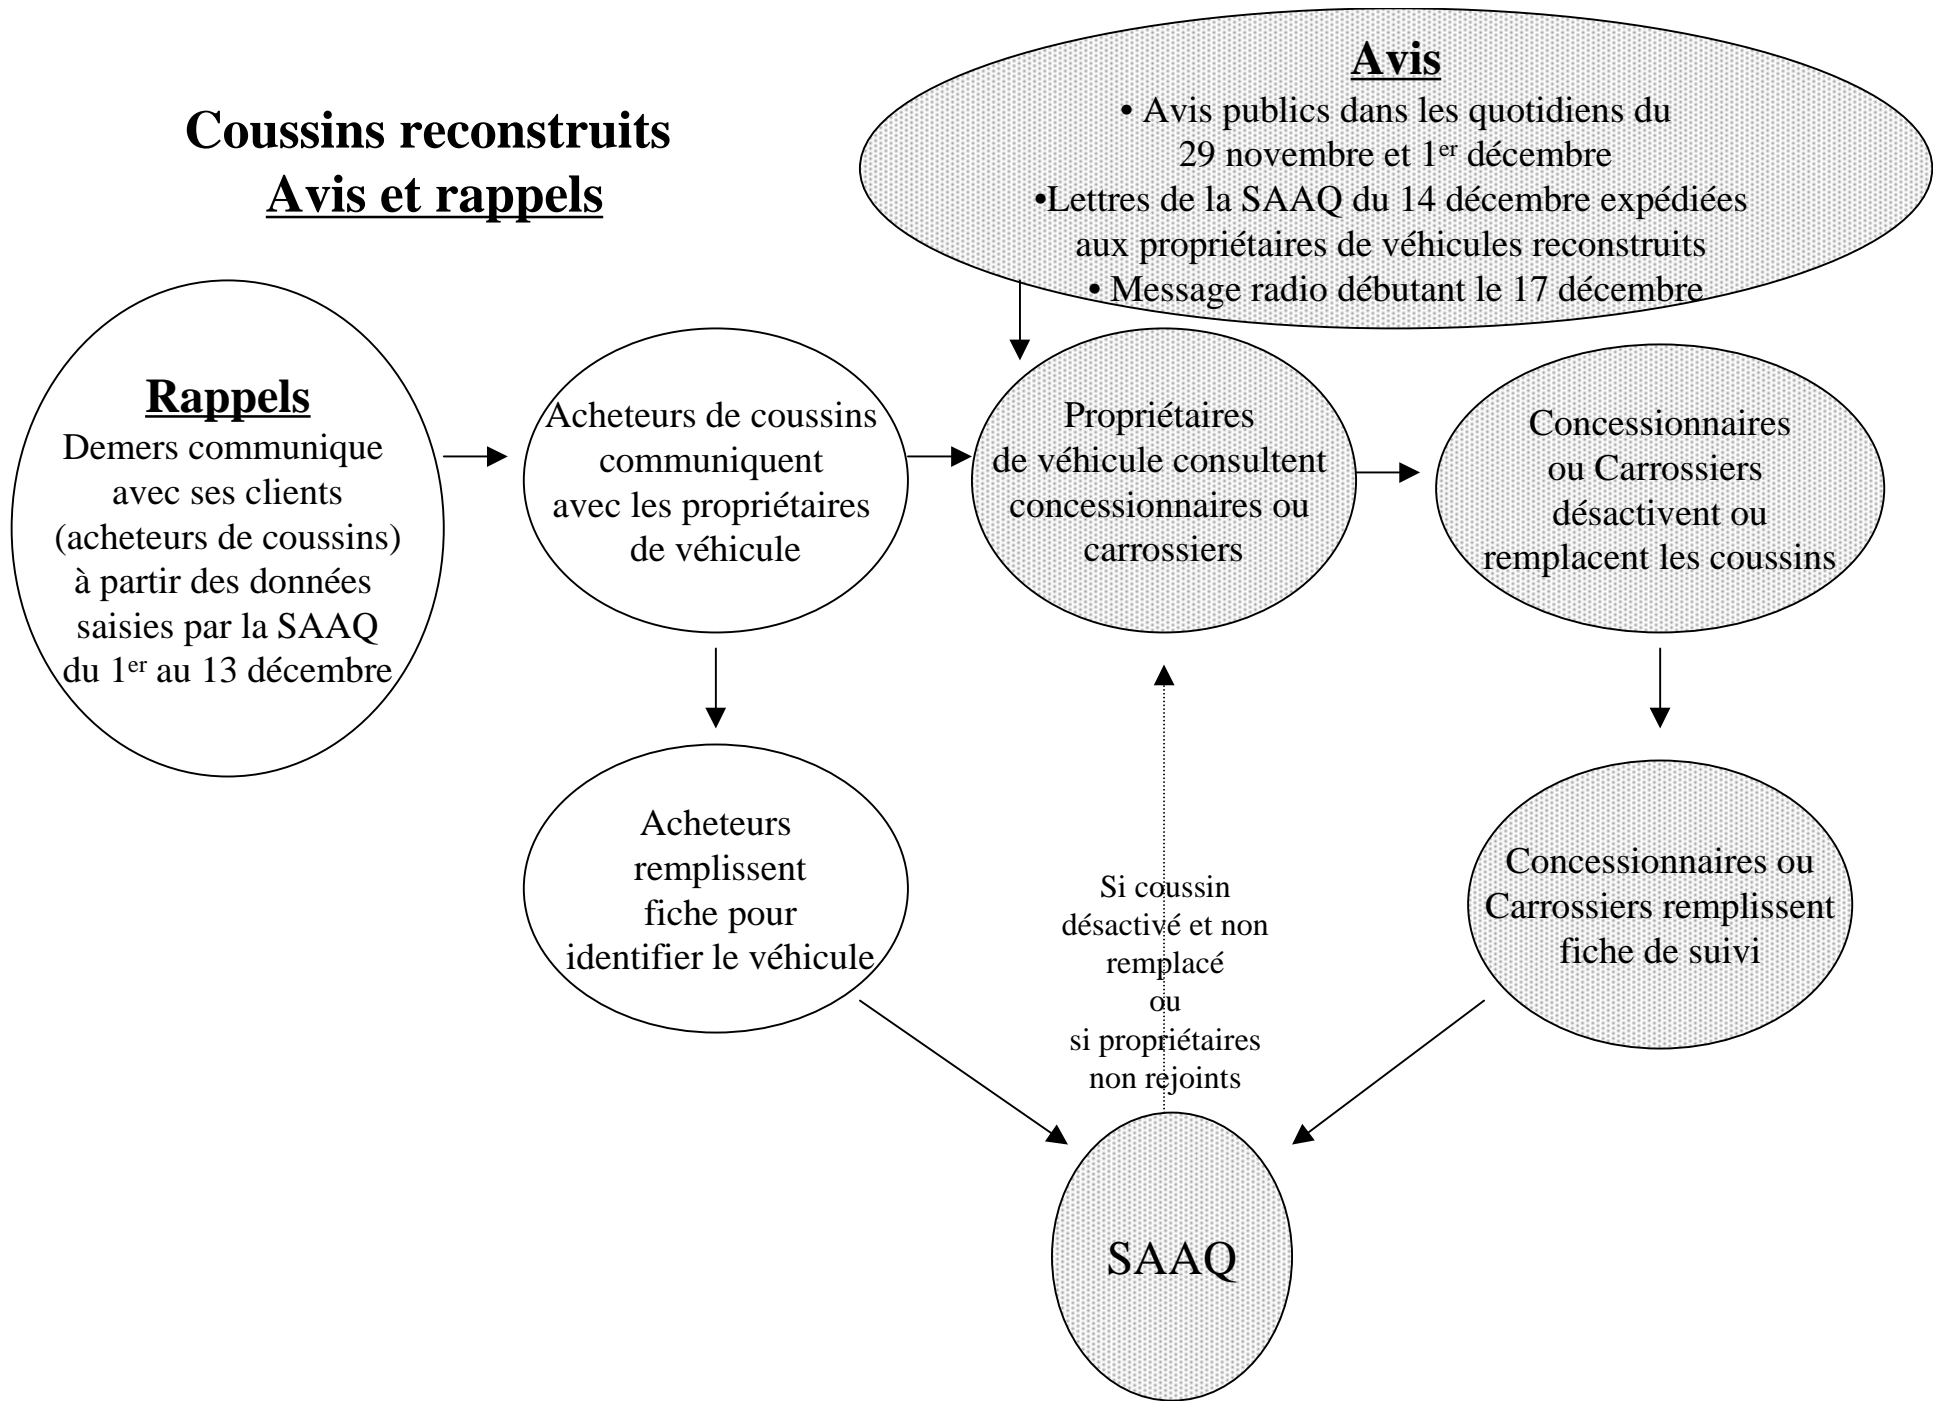 Coussins reconstruits
Avis et rappels
Avis
• Avis publics dans les quotidiens du
29 novembre et 1er décembre
•Lettres de la SAAQ du 14 décembre expédiées
aux propriétaires de véhicules reconstruits
• Message radio débutant le 17 décembre
Rappels
Demers communique
avec ses clients
(acheteurs de coussins)
à partir des données
saisies par la SAAQ
du 1er au 13 décembre
Acheteurs de coussins
communiquent
avec les propriétaires
de véhicule
Propriétaires
de véhicule consultent
concessionnaires ou
carrossiers
Concessionnaires
ou Carrossiers
désactivent ou
remplacent les coussins
Acheteurs
remplissent
fiche pour
identifier le véhicule
Si coussin
désactivé et non
remplacé
ou
si propriétaires
non rejoints
Concessionnaires ou
Carrossiers remplissent
fiche de suivi
SAAQ